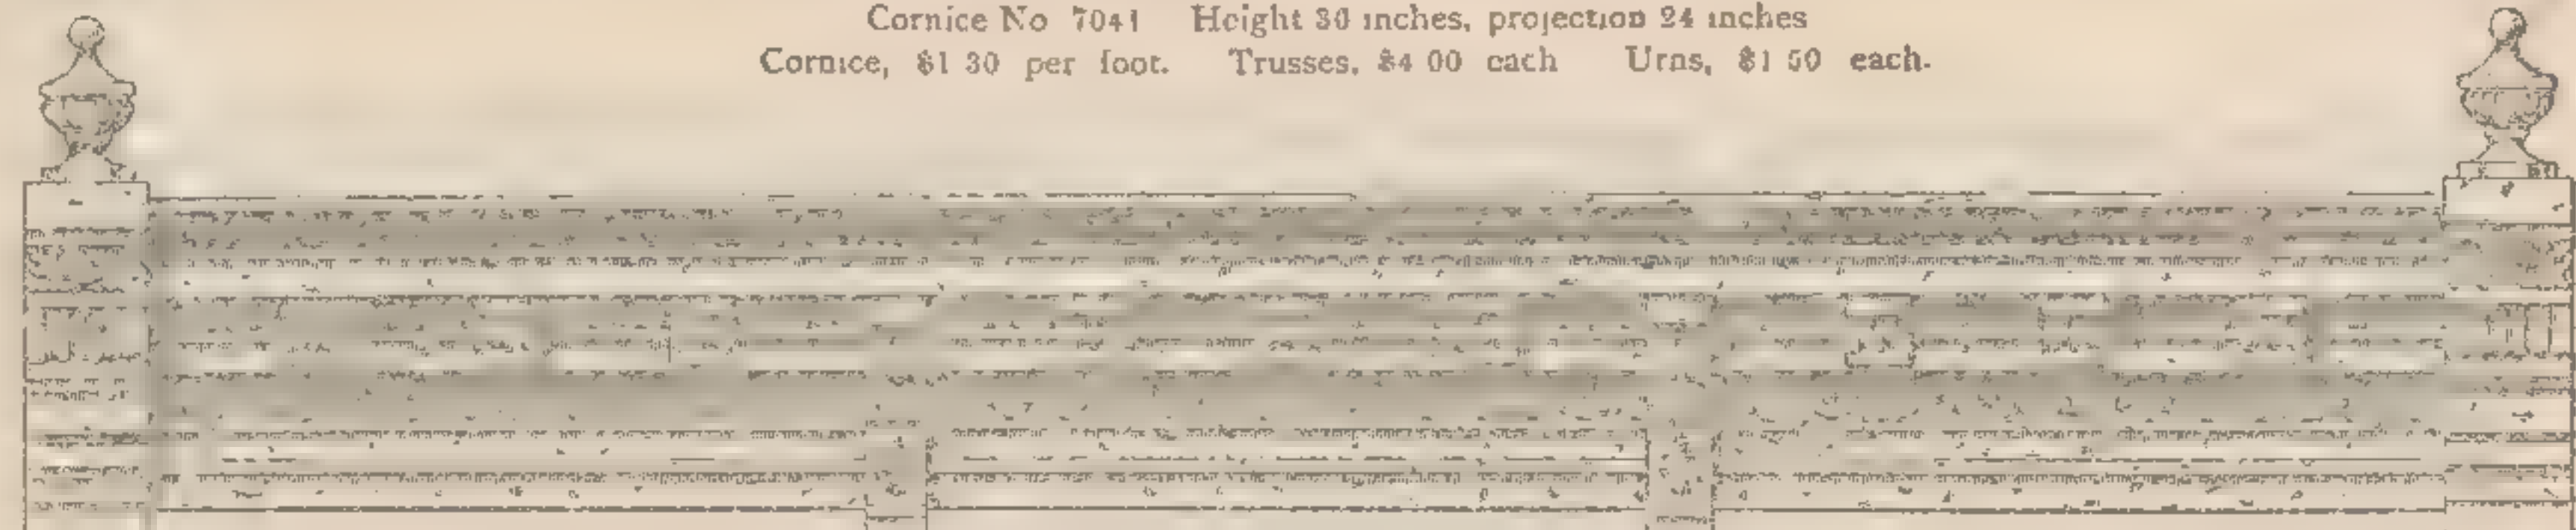 Cornice No 7041 Height 30 inches, projection 24 inches
Cornice, $1 30 per foot. Trusses, $4 00 each Urns, $1 50 each.